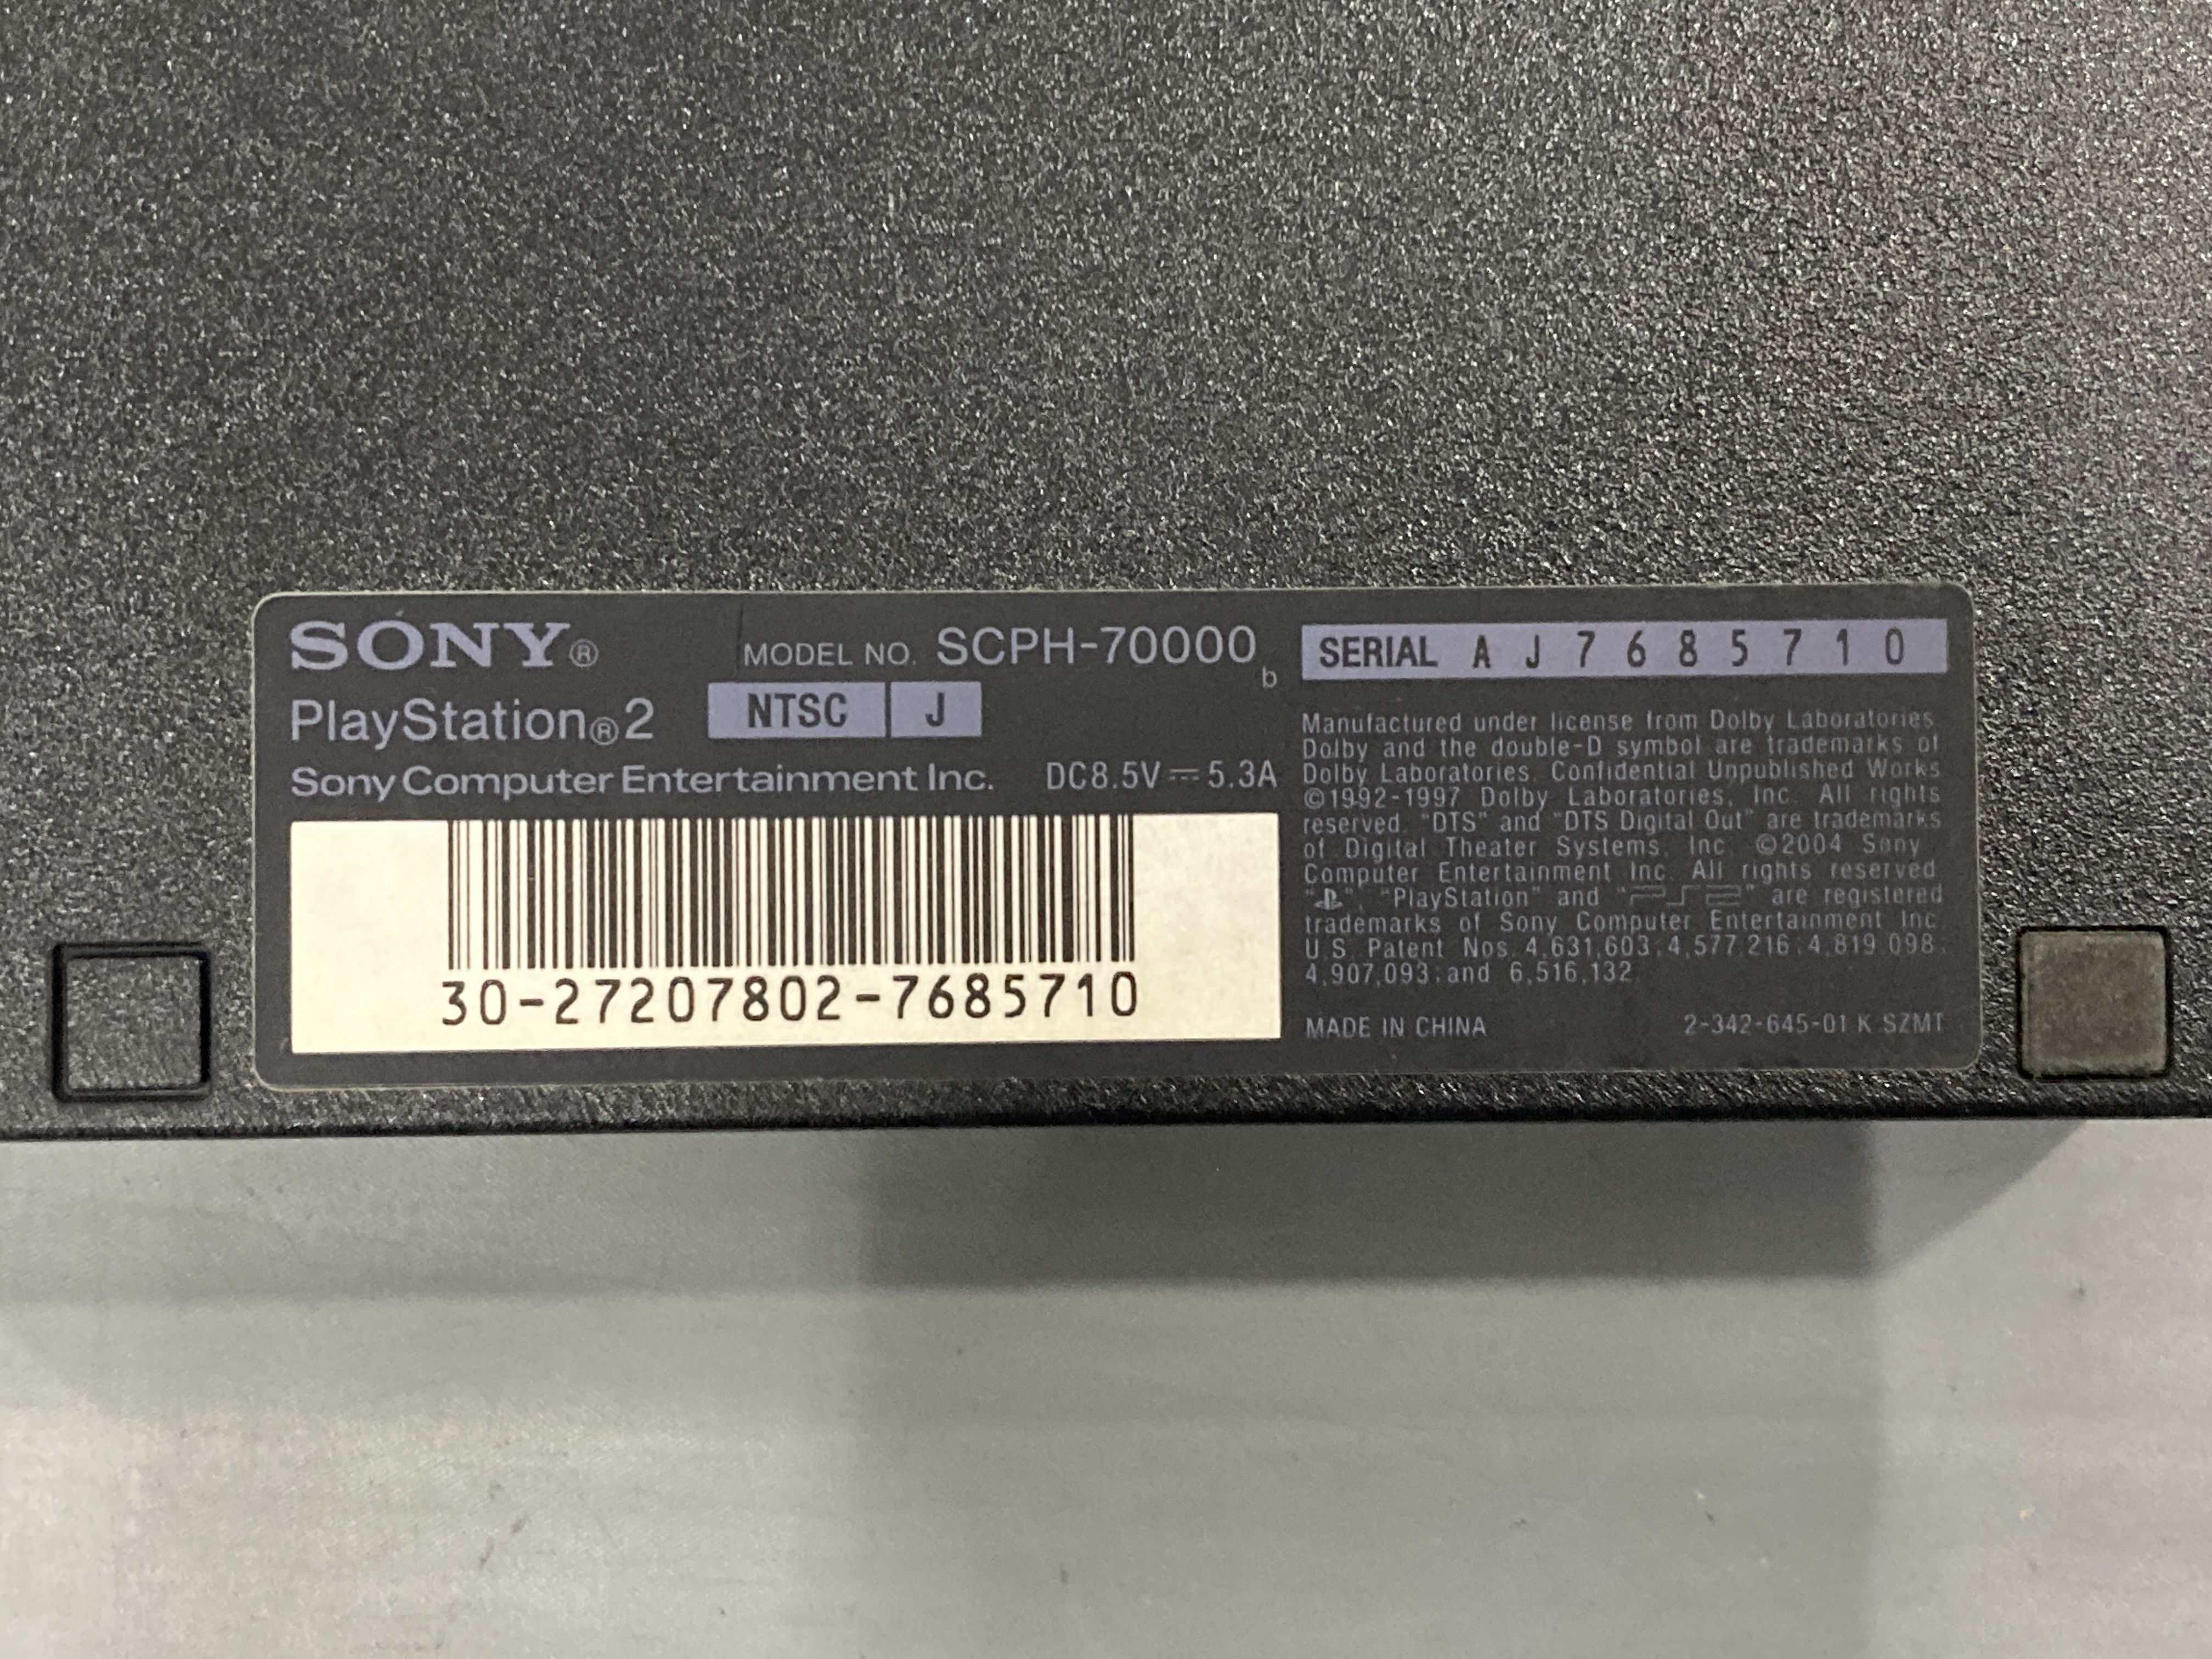 SONY® MODEL NO. SCPH-70000 b
PlayStation®2 NTSC J
Sony Computer Entertainment Inc. DC8.5V⎓5.3A
30-27207802-7685710
SERIAL A J 7 6 8 5 7 1 0
Manufactured under license from Dolby Laboratories.
Dolby and the double-D symbol are trademarks of
Dolby Laboratories. Confidential Unpublished Works.
©1992-1997 Dolby Laboratories, Inc. All rights
reserved. "DTS" and "DTS Digital Out" are trademarks
of Digital Theater Systems, Inc. ©2004 Sony
Computer Entertainment Inc. All rights reserved.
" ", "PlayStation" and "PS2" are registered
trademarks of Sony Computer Entertainment Inc.
U.S. Patent Nos.4,631,603;4,577,216;4,819,098;
4,907,093;and 6,516,132.
MADE IN CHINA 2-342-645-01 K SZMT